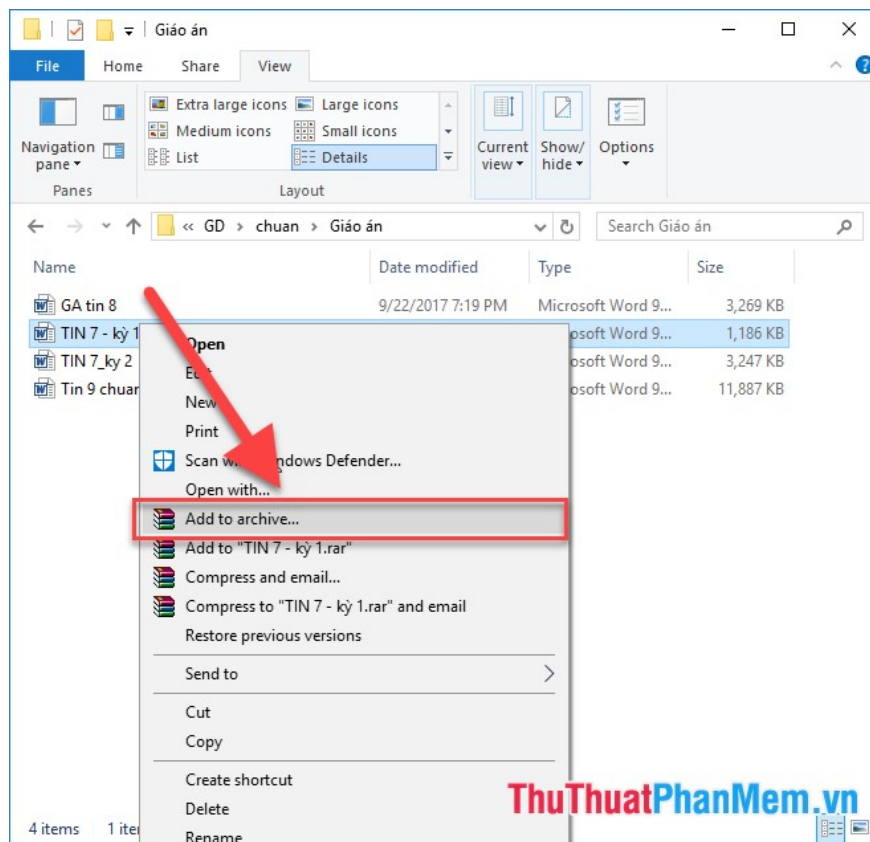 Giáo án
File Home Share View
Extra large icons Large icons
Medium icons Small icons
List Details
Navigation pane
Current view
Show/ hide
Options
Panes Layout
« GD › chuan › Giáo án
Search Giáo án
Name Date modified Type Size
GA tin 8 9/22/2017 7:19 PM Microsoft Word 9... 3,269 KB
TIN 7 - kỳ 1 osoft Word 9... 1,186 KB
TIN 7_ky 2 osoft Word 9... 3,247 KB
Tin 9 chuan osoft Word 9... 11,887 KB
Open
New
Print
Scan Windows Defender...
Open with...
Add to archive...
Add to "TIN 7 - kỳ 1.rar"
Compress and email...
Compress to "TIN 7 - kỳ 1.rar" and email
Restore previous versions
Send to
Cut
Copy
Create shortcut
Delete
Rename
4 items 1 ite
ThuThuatPhanMem.vn